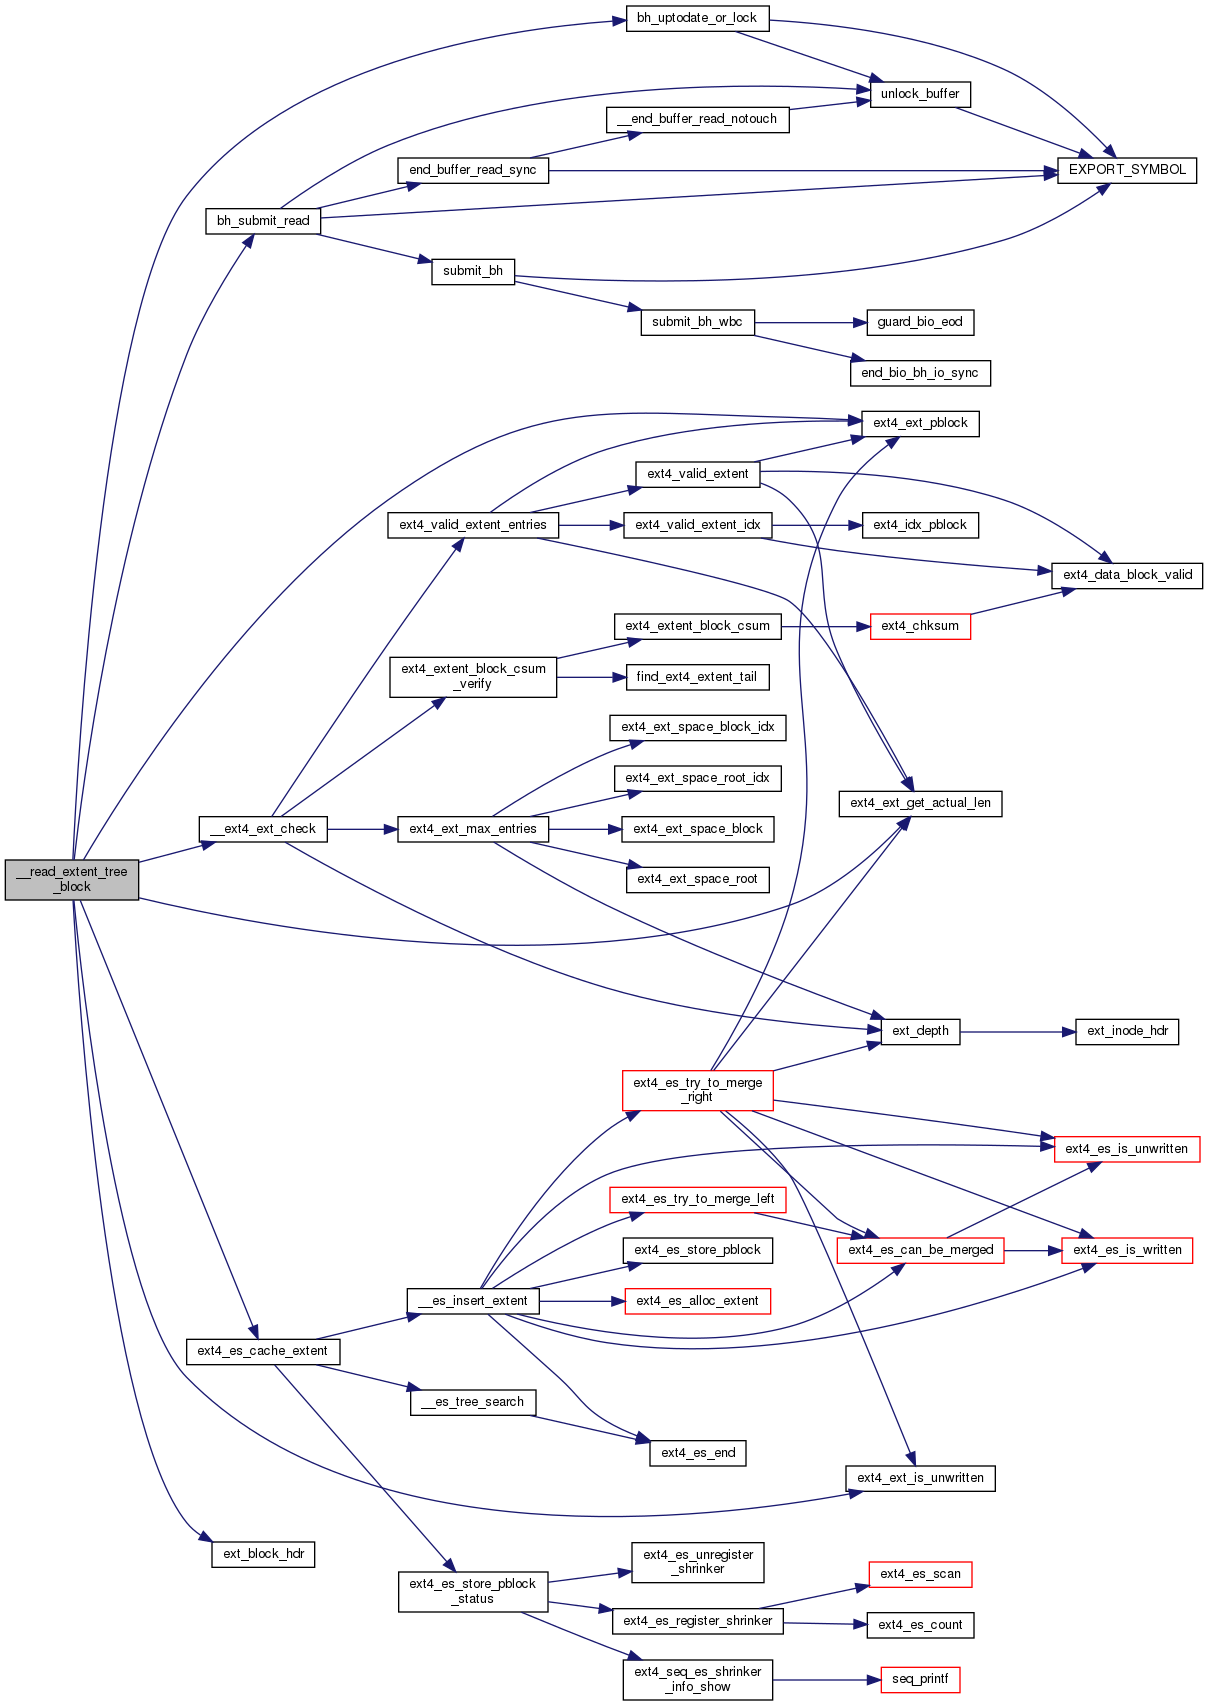 bh_uptodate_or_lock
unlock_buffer
__end_buffer_read_notouch
end_buffer_read_sync
EXPORT_SYMBOL
bh_submit_read
submit_bh
submit_bh_wbc
guard_bio_eod
end_bio_bh_io_sync
ext4_ext_pblock
ext4_valid_extent
ext4_valid_extent_entries
ext4_valid_extent_idx
ext4_idx_pblock
ext4_data_block_valid
ext4_extent_block_csum
ext4_chksum
ext4_extent_block_csum
_verify
find_ext4_extent_tail
ext4_ext_space_block_idx
ext4_ext_space_root_idx
ext4_ext_get_actual_len
__ext4_ext_check
ext4_ext_max_entries
ext4_ext_space_block
__read_extent_tree
_block
ext4_ext_space_root
ext_depth
ext_inode_hdr
ext4_es_try_to_merge
_right
ext4_es_is_unwritten
ext4_es_try_to_merge_left
ext4_es_store_pblock
ext4_es_can_be_merged
ext4_es_is_written
__es_insert_extent
ext4_es_alloc_extent
ext4_es_cache_extent
__es_tree_search
ext4_es_end
ext4_ext_is_unwritten
ext_block_hdr
ext4_es_unregister
_shrinker
ext4_es_scan
ext4_es_store_pblock
_status
ext4_es_register_shrinker
ext4_es_count
ext4_seq_es_shrinker
_info_show
seq_printf